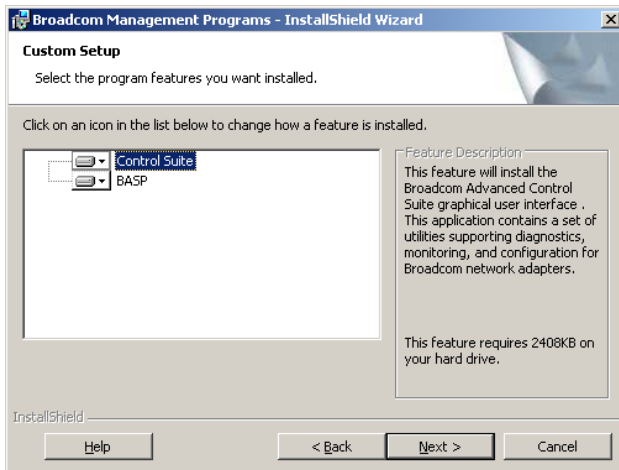 Broadcom Management Programs - InstallShield Wizard
Custom Setup
Select the program features you want installed.
Click on an icon in the list below to change how a feature is installed.
Control Suite
BASP
Feature Description
This feature will install the
Broadcom Advanced Control
Suite graphical user interface .
This application contains a set of
utilities supporting diagnostics,
monitoring, and configuration for
Broadcom network adapters.
This feature requires 2408KB on
your hard drive.
InstallShield
Help
< Back
Next >
Cancel